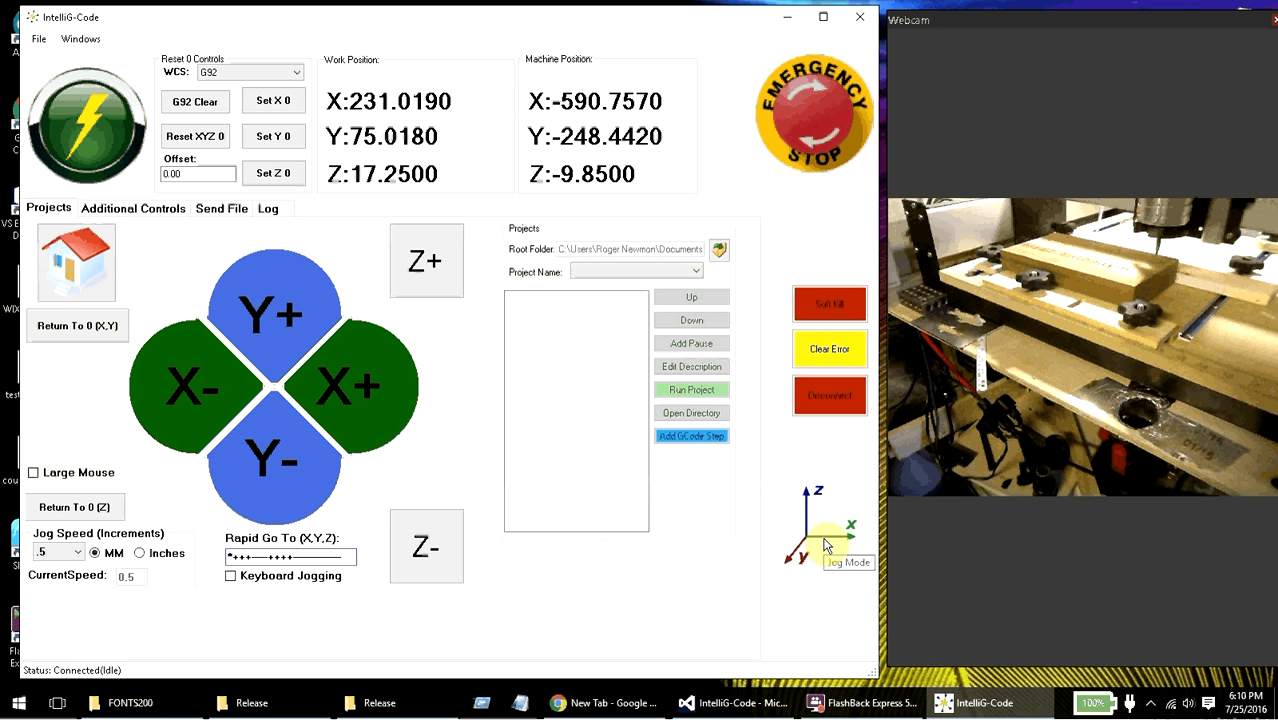 IntelliG-Code
File Windows
Webcam
Reset 0 Controls
WCS: G92
G92 Clear Set X 0
Reset XYZ 0 Set Y 0
Offset:
0.00 Set Z 0
Work Position:
X:231.0190
Y:75.0180
Z:17.2500
Machine Position:
X:-590.7570
Y:-248.4420
Z:-9.8500
EMERGENCY
STOP
Projects Additional Controls Send File Log
Return To 0 (X,Y)
Y+
X- X+
Y-
Z+
Z-
Large Mouse
Return To 0 (Z)
Jog Speed (Increments)
.5 MM Inches
CurrentSpeed: 0.5
Rapid Go To (X,Y,Z):
Keyboard Jogging
Projects
Root Folder: C:\Users\Roger Newman\Documents
Project Name:
Up
Down
Add Pause
Edit Description
Run Project
Open Directory
Add GCode Step
Soft Kill
Clear Error
Disconnect
z
x
y
Jog Mode
Status: Connected(Idle)
FONTS200 Release Release New Tab - Google ... IntelliG-Code - Mic... FlashBack Express 5... IntelliG-Code 100% 6:10 PM
7/25/2016